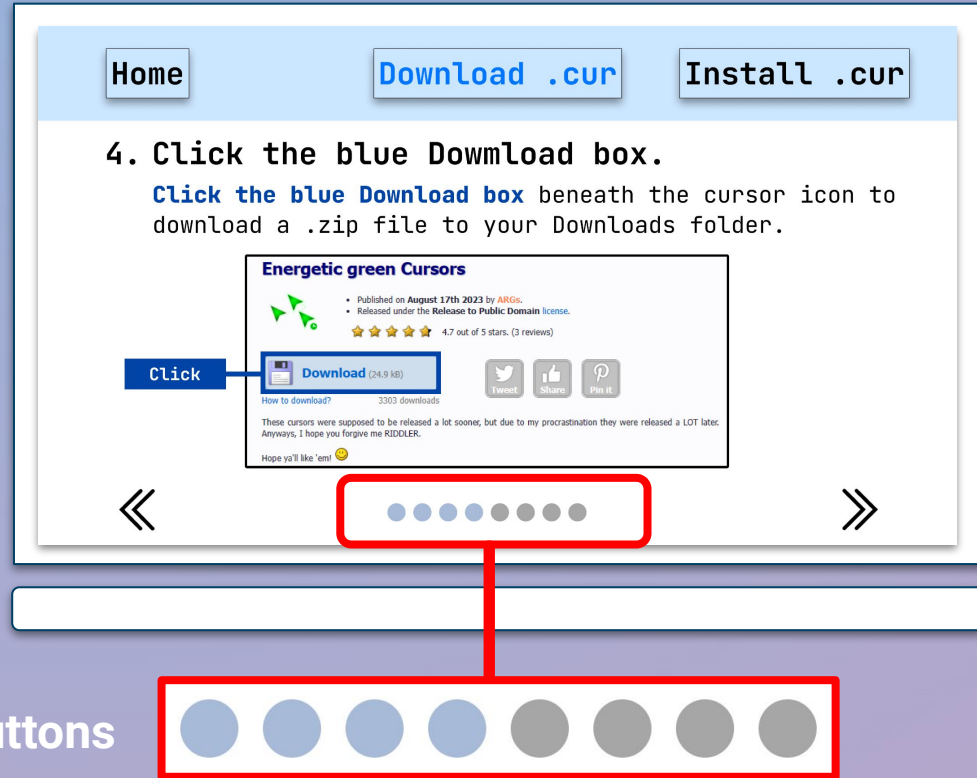 Home
Download .cur
Install .cur
4. Click the blue Dowmload box.
Click the blue Download box beneath the cursor icon to
download a .zip file to your Downloads folder.
Energetic green Cursors
• Published on August 17th 2023 by ARGs.
• Released under the Release to Public Domain license.
4.7 out of 5 stars. (3 reviews)
Click
Download (24.9 kB)
Tweet
Share
Pin it
How to download?
3303 downloads
These cursors were supposed to be released a lot sooner, but due to my procrastination they were released a LOT later.
Anyways, I hope you forgive me RIDDLER.
Hope ya'll like 'em!
uttons